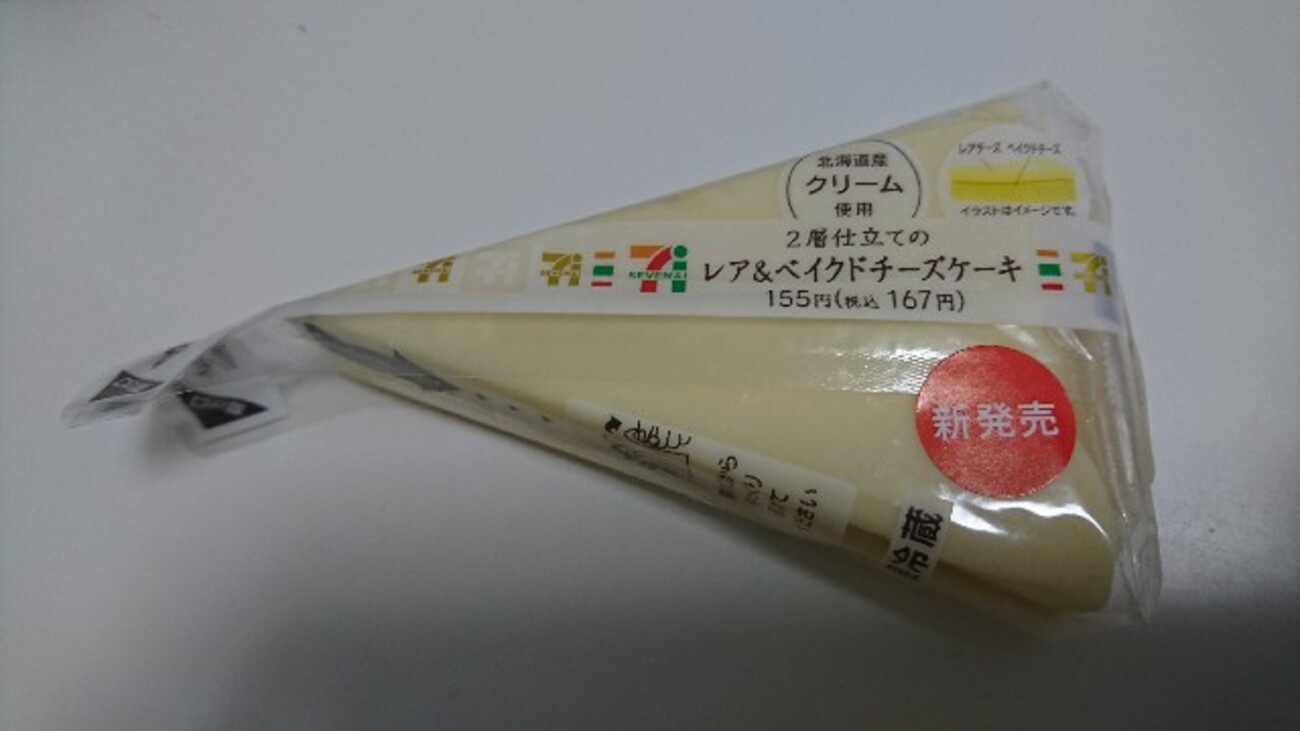 北海道産
クリーム
使用
レアチーズ ベイクドチーズ
イラストはイメージです。
2層仕立ての
レア&ベイクドチーズケーキ
155円(税込 167円)
新発売
冷蔵